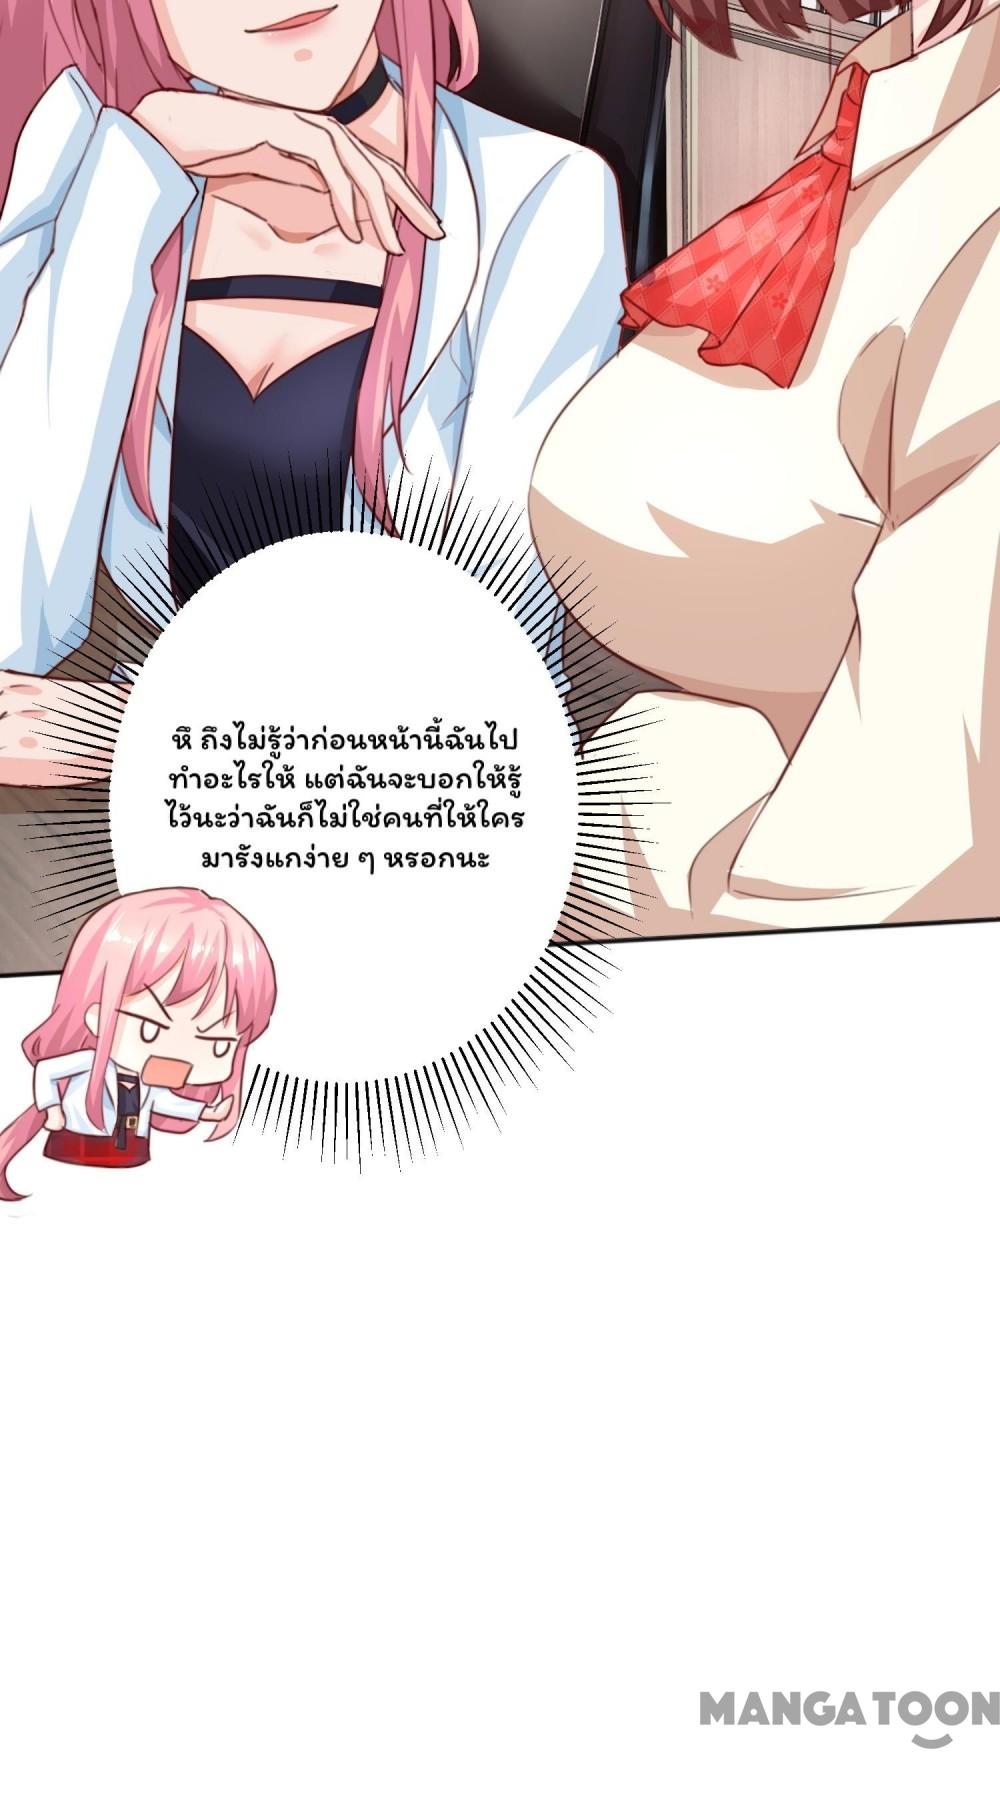 หึ ถึงไม่รู้ว่าก่อนหน้านี้ฉันไป
ทำอะไรให้ แต่ฉันจะบอกให้รู้
ไว้นะว่าฉันก็ไม่ใช่คนที่ให้ใคร
มารังแกง่าย ๆ หรอกนะ
MANGATOON